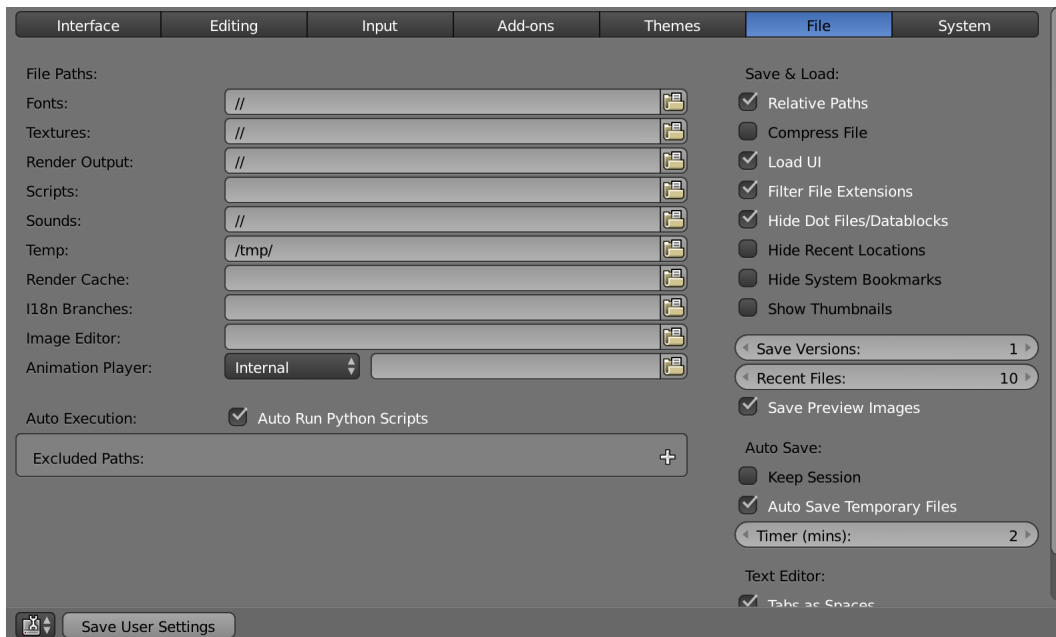 Interface Editing Input Add-ons Themes File System
File Paths:
Fonts: //
Textures: //
Render Output: //
Scripts:
Sounds: //
Temp: /tmp/
Render Cache:
I18n Branches:
Image Editor:
Animation Player: Internal
Auto Execution: Auto Run Python Scripts
Excluded Paths:
Save & Load:
Relative Paths
Compress File
Load UI
Filter File Extensions
Hide Dot Files/Datablocks
Hide Recent Locations
Hide System Bookmarks
Show Thumbnails
Save Versions: 1
Recent Files: 10
Save Preview Images
Auto Save:
Keep Session
Auto Save Temporary Files
Timer (mins): 2
Text Editor:
Tabs as Spaces
Save User Settings